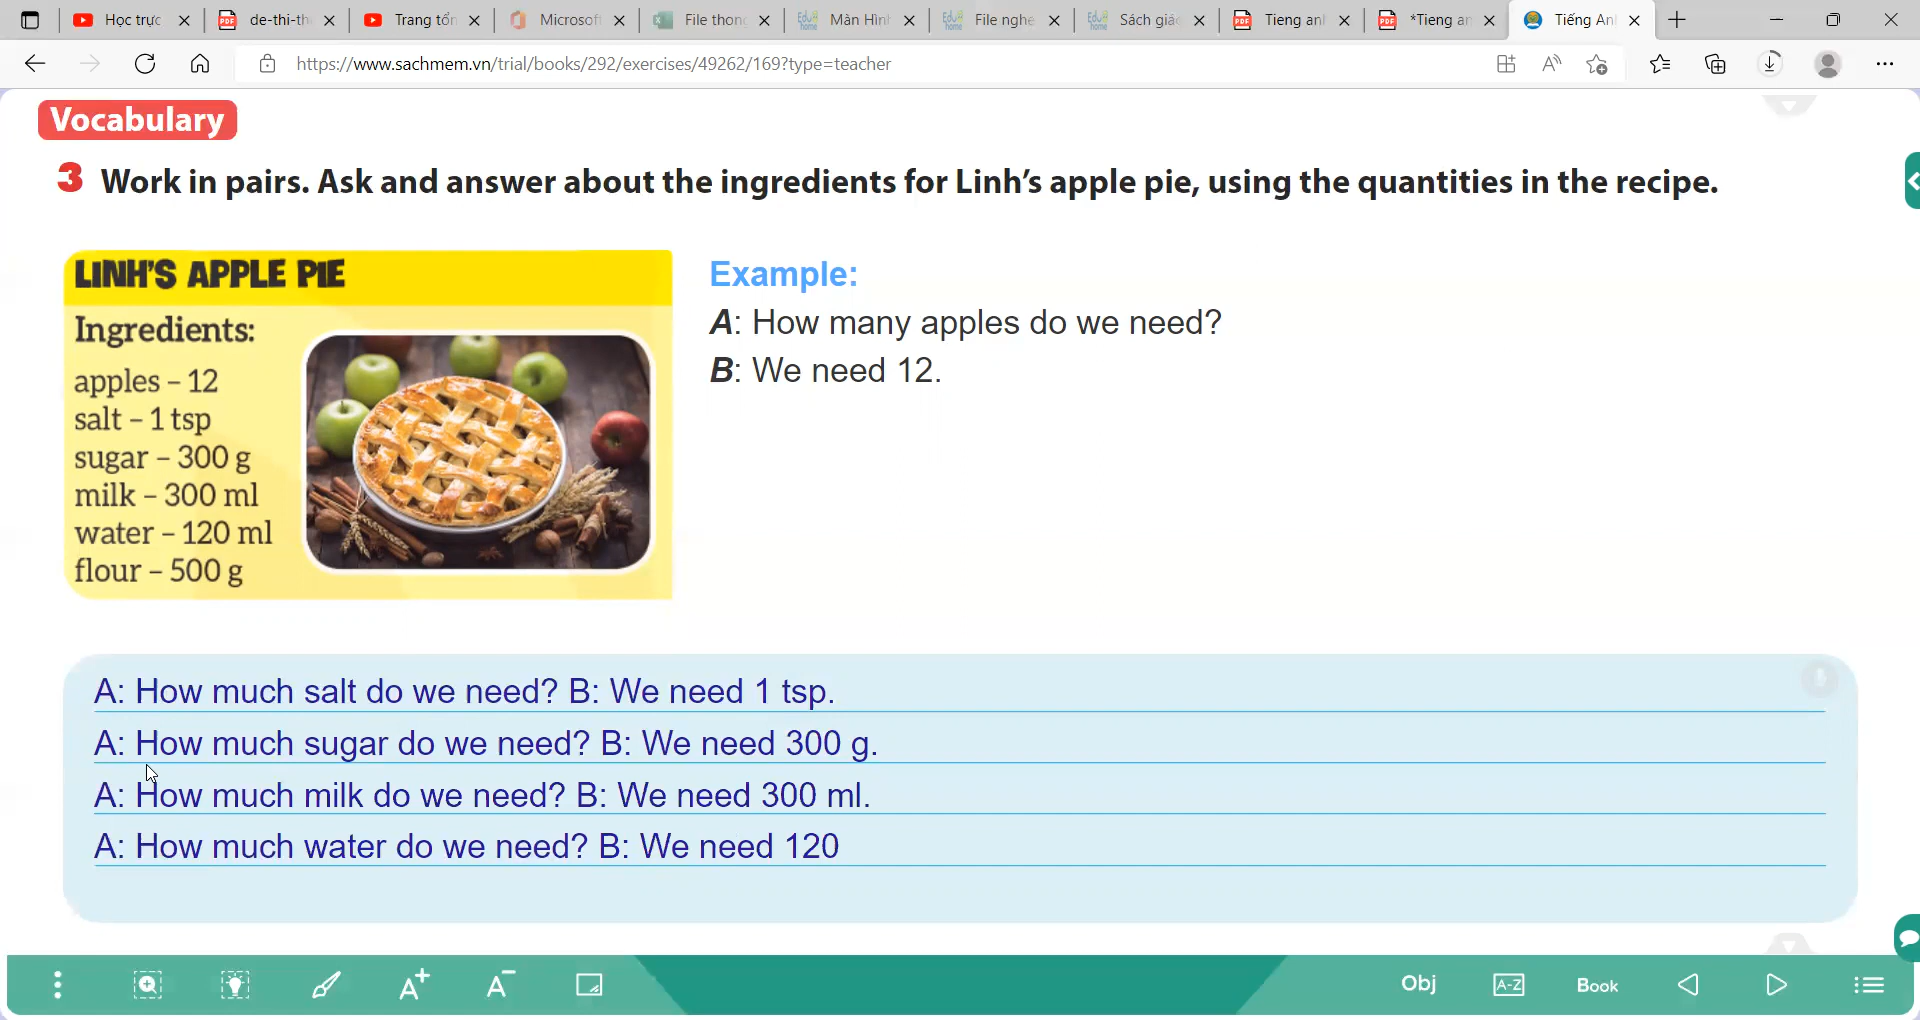 Học trực
de-thi-th
Trang tổn
Microsof
File thong
Màn Hìn
File nghe
Sách giá
Tieng anh
*Tieng an
Tiếng An
https://www.sachmem.vn/trial/books/292/exercises/49262/169?type=teacher
Vocabulary
3 Work in pairs. Ask and answer about the ingredients for Linh's apple pie, using the quantities in the recipe.
LINH'S APPLE PIE
Ingredients:
apples – 12
salt – 1 tsp
sugar – 300 g
milk – 300 ml
water – 120 ml
flour – 500 g
Example:
A: How many apples do we need?
B: We need 12.
A: How much salt do we need? B: We need 1 tsp.
A: How much sugar do we need? B: We need 300 g.
A: How much milk do we need? B: We need 300 ml.
A: How much water do we need? B: We need 120
A+
A-
Obj
A-Z
Book